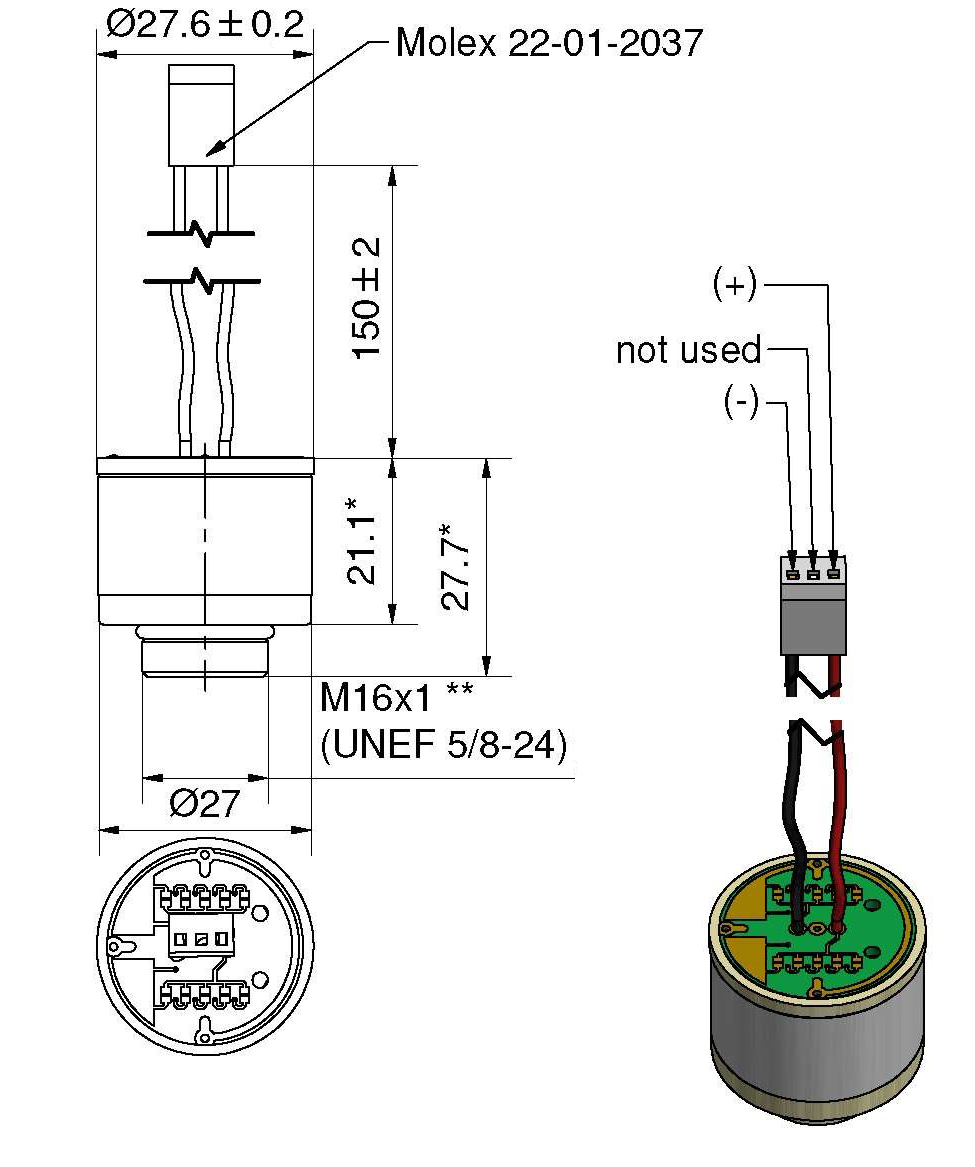 Ø27.6±0.2
Molex 22-01-2037
150±2
(+)
not used
(-)
21.1*
27.7*
M16x1 **
(UNEF 5/8-24)
Ø27